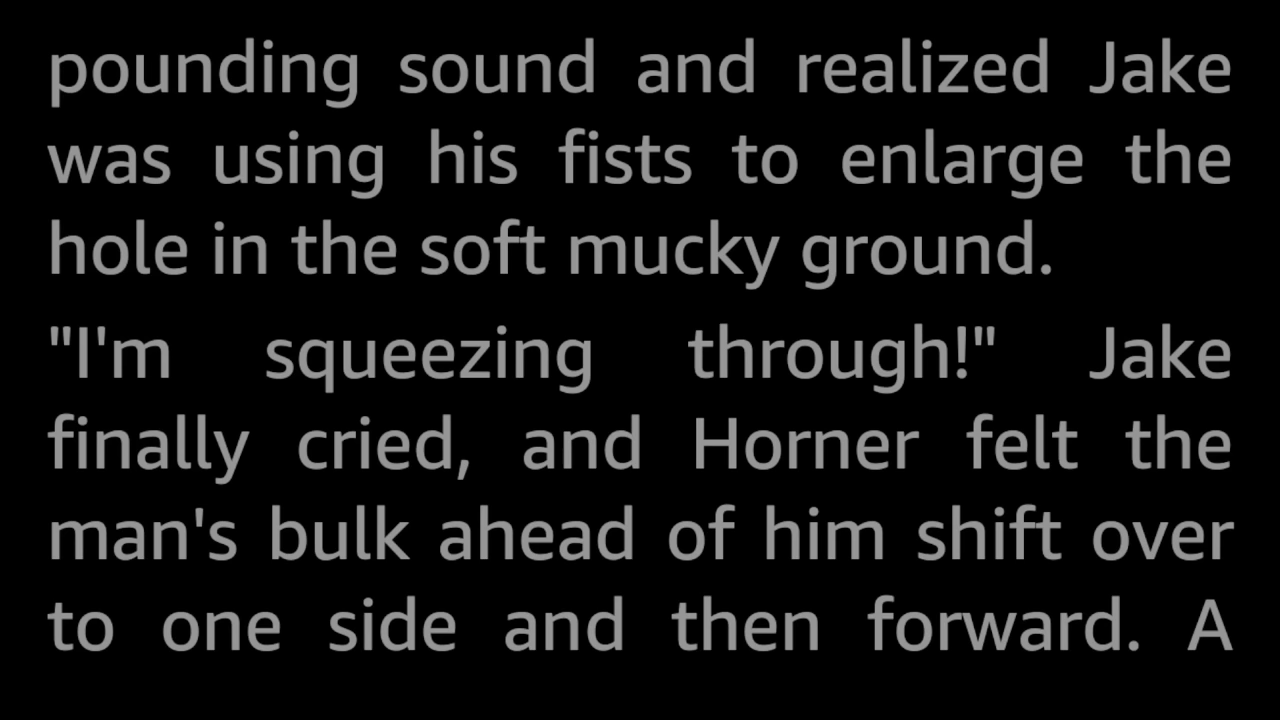 pounding sound and realized Jake
was using his fists to enlarge the
hole in the soft mucky ground.
"I'm squeezing through!" Jake
finally cried, and Horner felt the
man's bulk ahead of him shift over
to one side and then forward. A